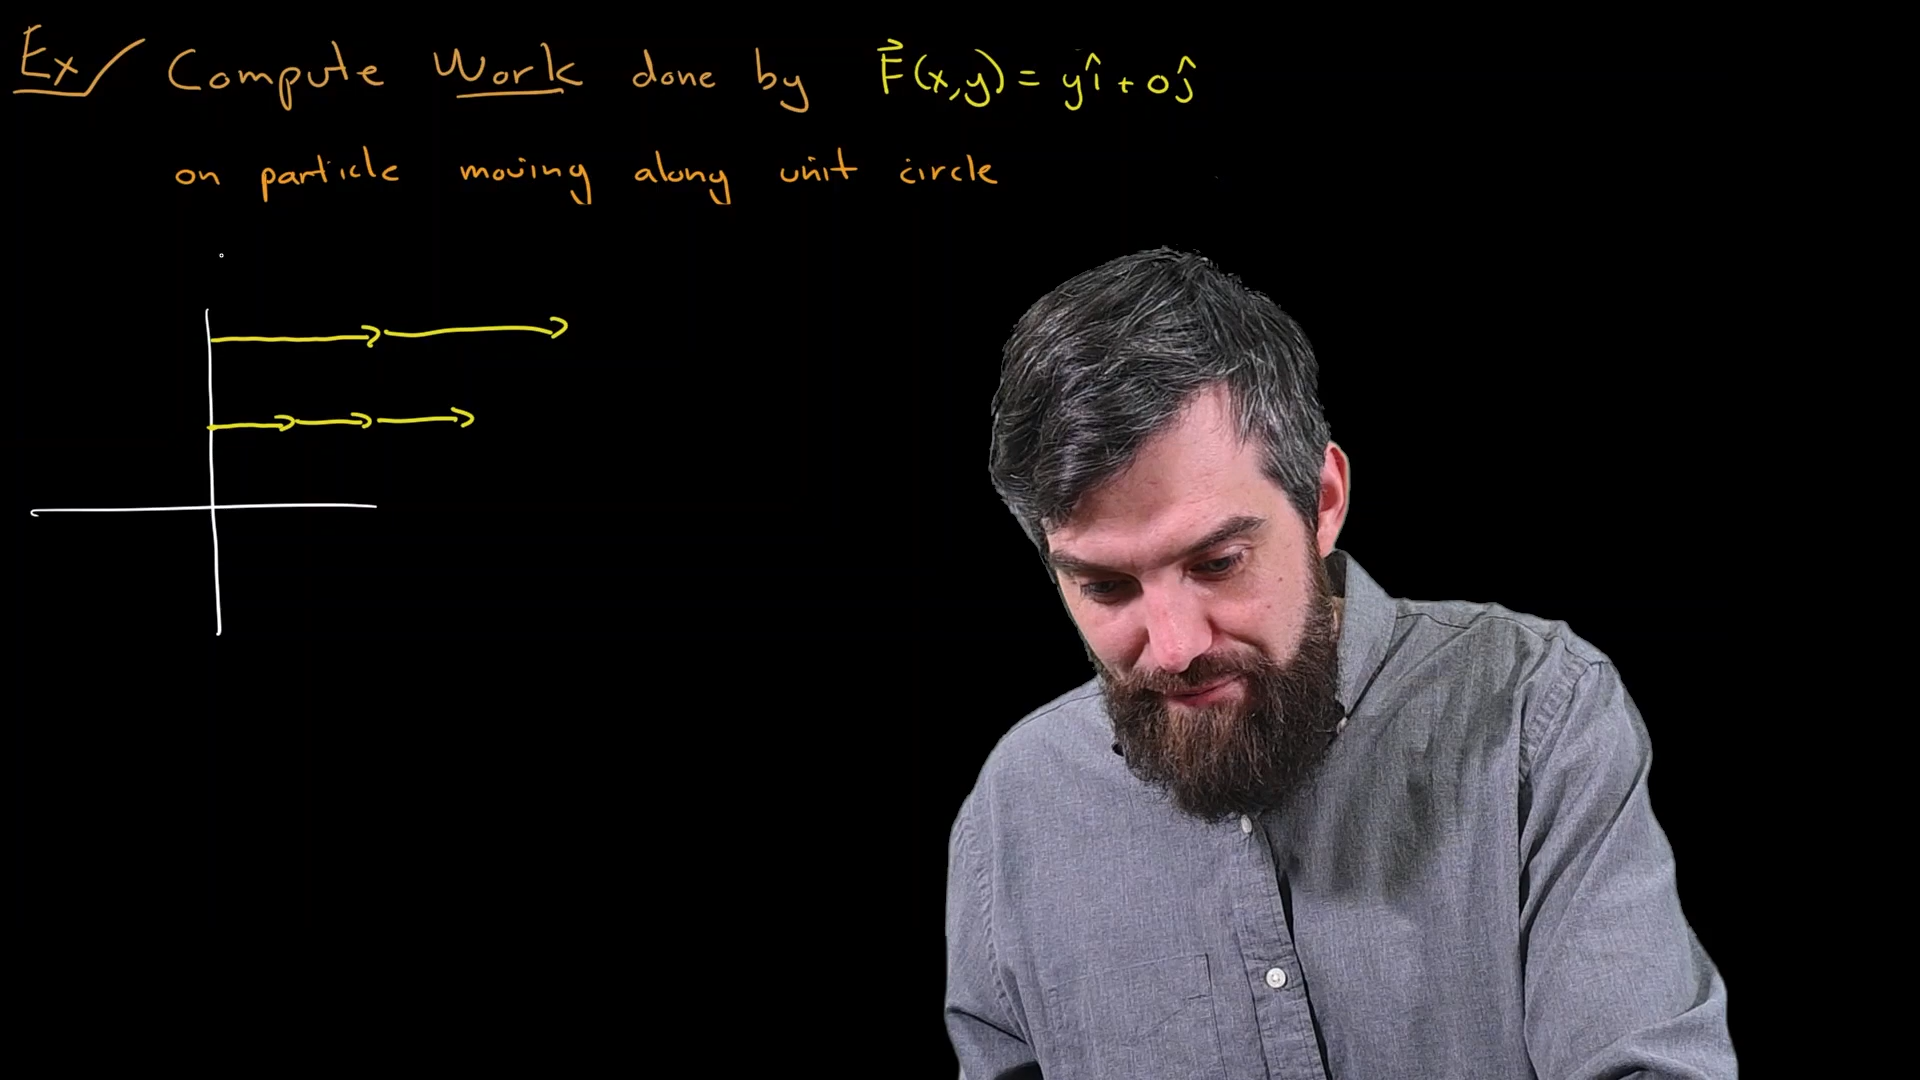 Ex/ Compute Work done by F⃗(x,y) = yî + 0ĵ
on particle moving along unit circle